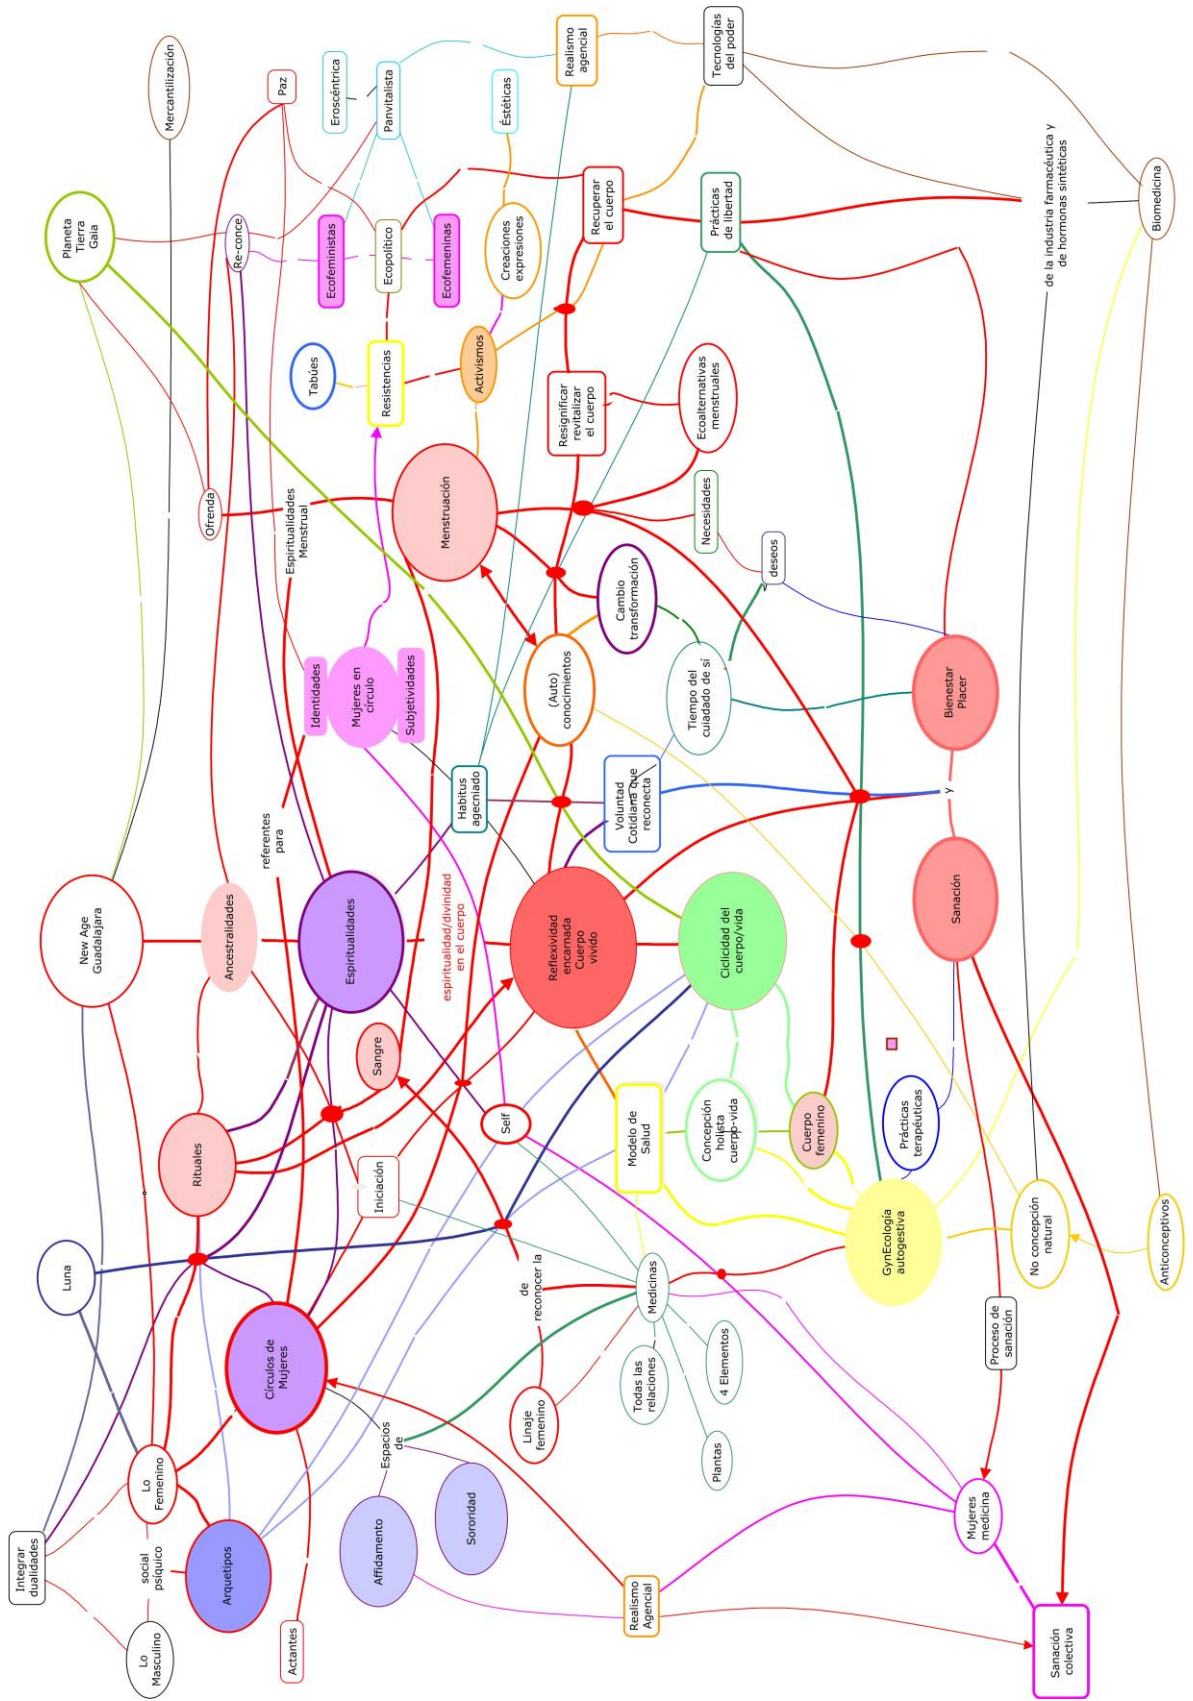 Integrar
dualidades
Luna
New Age
Guadalajara
Planeta
Tierra
Gaia
Lo
Masculino
social
psíquico
Lo
Femenino
Mercantilización
Arquetipos
Rituales
Ancestralidades
Ofrenda
Re-conce
Actantes
Círculos de
Mujeres
referentes
para
Espiritualidades
Menstrual
Paz
Identidades
Tabúes
Ecofeministas
Eroscéntrica
Affidamento
Espacios
de
Iniciación
Sangre
Espiritualidades
Mujeres en
círculo
Subjetividades
Resistencias
Ecopolítico
Panvitalista
espiritualidad/divinidad
en el cuerpo
Menstruación
Ecofemeninas
Sororidad
Habitus
agecniado
Activismos
Creaciones
expresiones
Éstéticas
Self
de
reconocer la
Linaje
femenino
Reflexividad
encarnada
Cuerpo
vivido
(Auto)
conocimientos
Resignificar
revitalizar
el cuerpo
Recuperar
el cuerpo
Realismo
agencial
Realismo
Agencial
Todas las
relaciones
Medicinas
Modelo de
Salud
Voluntad
Cotidiana que
reconecta
Cambio
transformación
Plantas
4 Elementos
Concepción
holista
cuerpo-vida
Ciclicidad del
cuerpo/vida
Tiempo del
cuiadado de sí
Necesidades
Ecoalternativas
menstruales
Prácticas
de libertad
Tecnologías
del poder
deseos
Cuerpo
femenino
GynEcología
autogestiva
Prácticas
terapéuticas
Sanación
y
Bienestar
Placer
Mujeres
medicina
Proceso de
sanación
No concepción
natural
de la industria farmacéutica y
de hormonas sintéticas
Sanación
colectiva
Anticonceptivos
Biomedicina